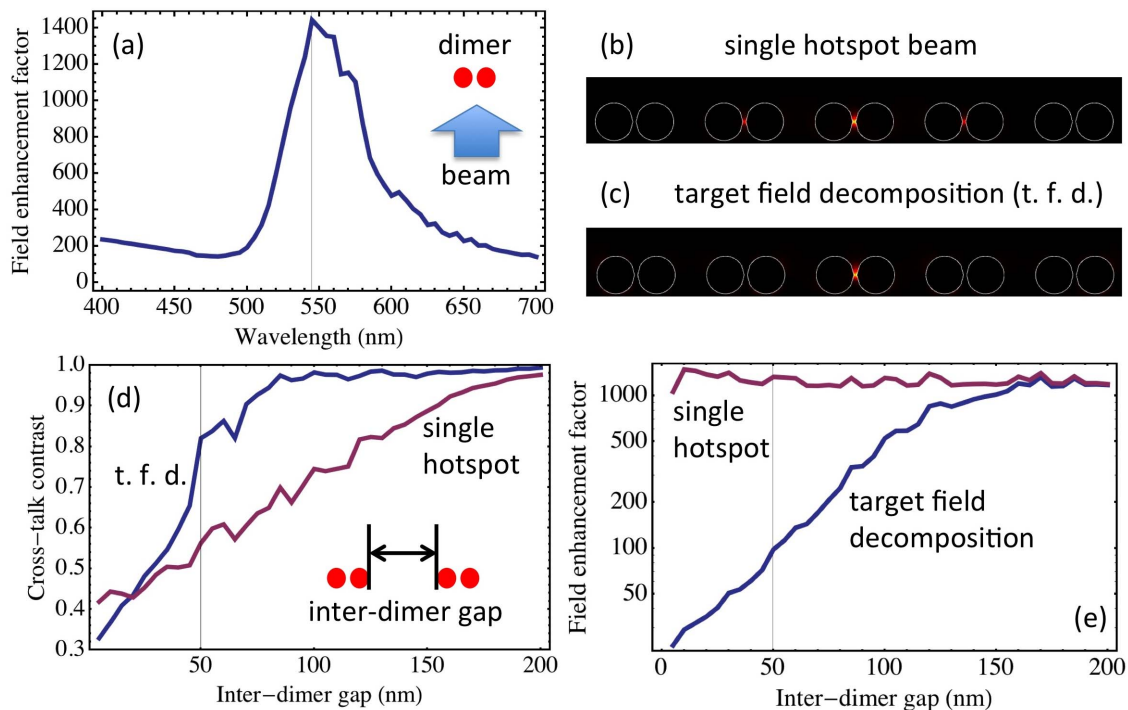 (a)
dimer
beam
Field enhancement factor
1400
1200
1000
800
600
400
200
0
400 450 500 550 600 650 700
Wavelength (nm)
(b) single hotspot beam
(c) target field decomposition (t. f. d.)
(d)
t. f. d.
single
hotspot
inter-dimer gap
Cross−talk contrast
1.0
0.9
0.8
0.7
0.6
0.5
0.4
0.3
50 100 150 200
Inter−dimer gap (nm)
single
hotspot
target field
decomposition
(e)
Field enhancement factor
1000
500
200
100
50
0 50 100 150 200
Inter−dimer gap (nm)